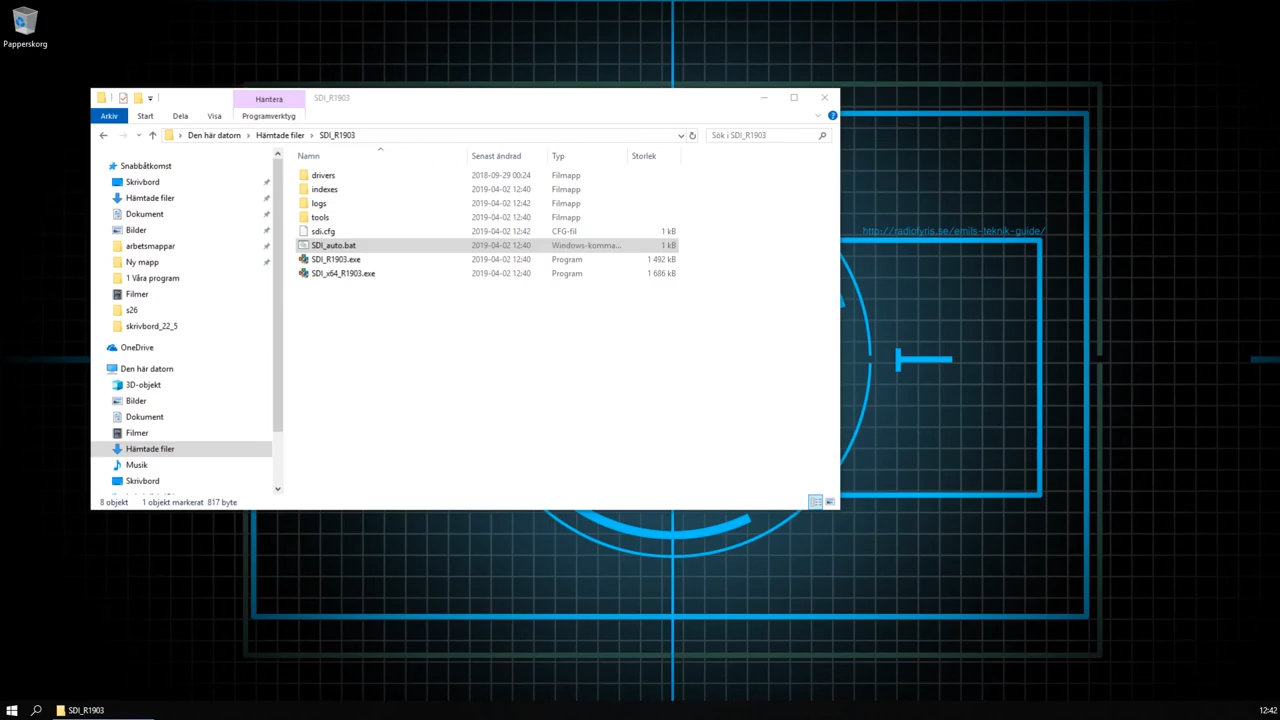 Papperskorg
Hantera
SDI_R1903
Arkiv
Start
Dela
Visa
Programverktyg
Den här datorn
Hämtade filer
SDI_R1903
Sök i SDI_R1903
Namn
Senast ändrad
Typ
Storlek
drivers 2018-09-29 00:24 Filmapp
indexes 2019-04-02 12:40 Filmapp
logs 2019-04-02 12:42 Filmapp
tools 2019-04-02 12:40 Filmapp
sdi.cfg 2019-04-02 12:42 CFG-fil 1 kB
SDI_auto.bat 2019-04-02 12:40 Windows-komma... 1 kB
SDI_R1903.exe 2019-04-02 12:40 Program 1 492 kB
SDI_x64_R1903.exe 2019-04-02 12:40 Program 1 686 kB
Snabbåtkomst
Skrivbord
Hämtade filer
Dokument
Bilder
arbetsmappar
Ny mapp
1 Våra program
Filmer
s26
skrivbord_22_5
OneDrive
Den här datorn
3D-objekt
Bilder
Dokument
Filmer
Hämtade filer
Musik
Skrivbord
8 objekt
1 objekt markerat 817 byte
http://radiofyris.se/emils-teknik-guide/
SDI_R1903
12:42